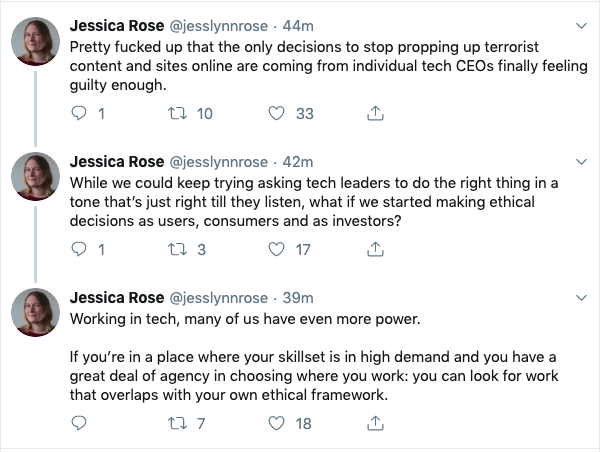 Jessica Rose @jesslynnrose · 44m
Pretty fucked up that the only decisions to stop propping up terrorist
content and sites online are coming from individual tech CEOs finally feeling
guilty enough.
1 10 33
Jessica Rose @jesslynnrose · 42m
While we could keep trying asking tech leaders to do the right thing in a
tone that's just right till they listen, what if we started making ethical
decisions as users, consumers and as investors?
1 3 17
Jessica Rose @jesslynnrose · 39m
Working in tech, many of us have even more power.
If you're in a place where your skillset is in high demand and you have a
great deal of agency in choosing where you work: you can look for work
that overlaps with your own ethical framework.
7 18